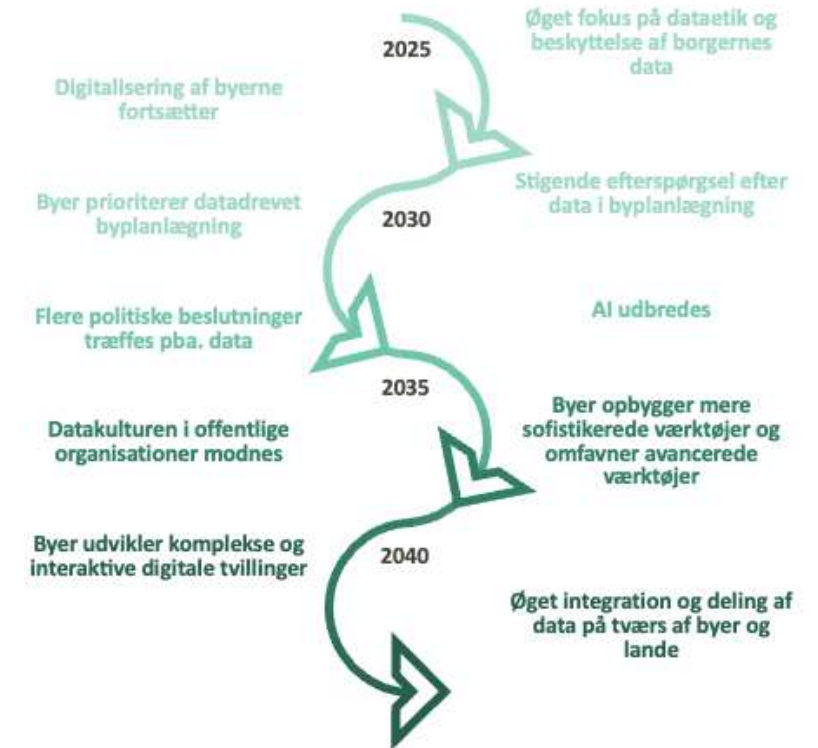 2025
Øget fokus på dataetik og
beskyttelse af borgernes
data
Digitalisering af byerne
fortsætter
Stigende efterspørgsel efter
data i byplanlægning
Byer prioriterer datadrevet
byplanlægning
2030
AI udbredes
Flere politiske beslutninger
træffes pba. data
2035
Byer opbygger mere
sofistikerede værktøjer og
omfavner avancerede
værktøjer
Datakulturen i offentlige
organisationer modnes
Byer udvikler komplekse og
interaktive digitale tvillinger
2040
Øget integration og deling af
data på tværs af byer og
lande